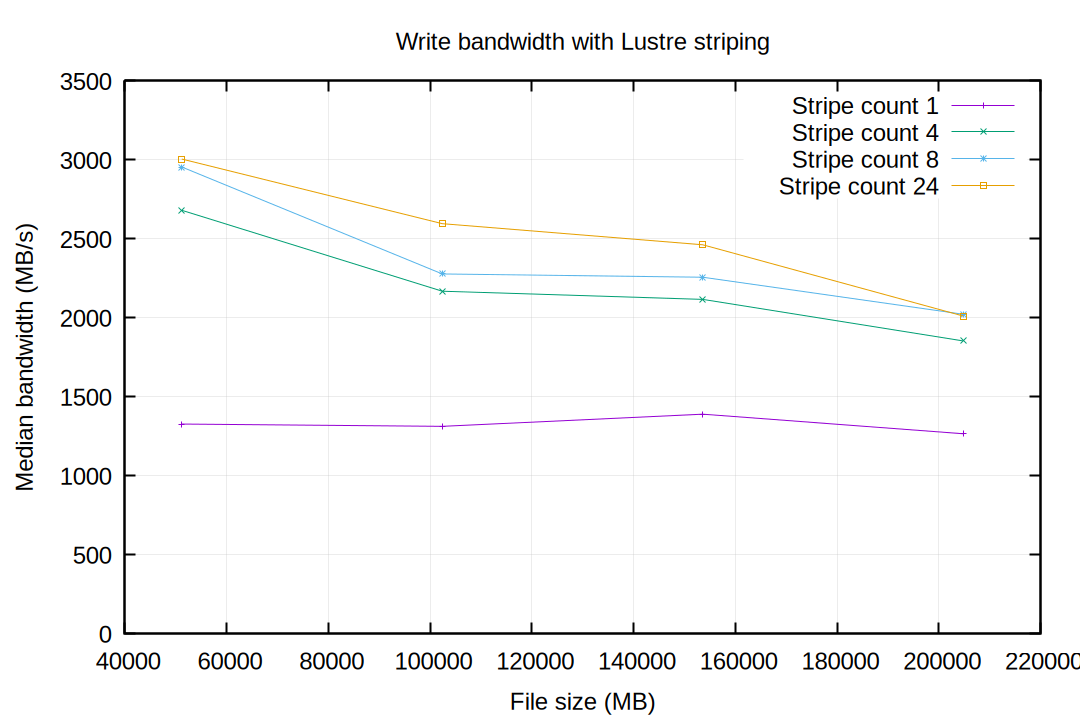 Write bandwidth with Lustre striping
3500
3000
2500
2000
1500
1000
500
0
Median bandwidth (MB/s)
Stripe count 1
Stripe count 4
Stripe count 8
Stripe count 24
40000 60000 80000 100000 120000 140000 160000 180000 200000 220000
File size (MB)